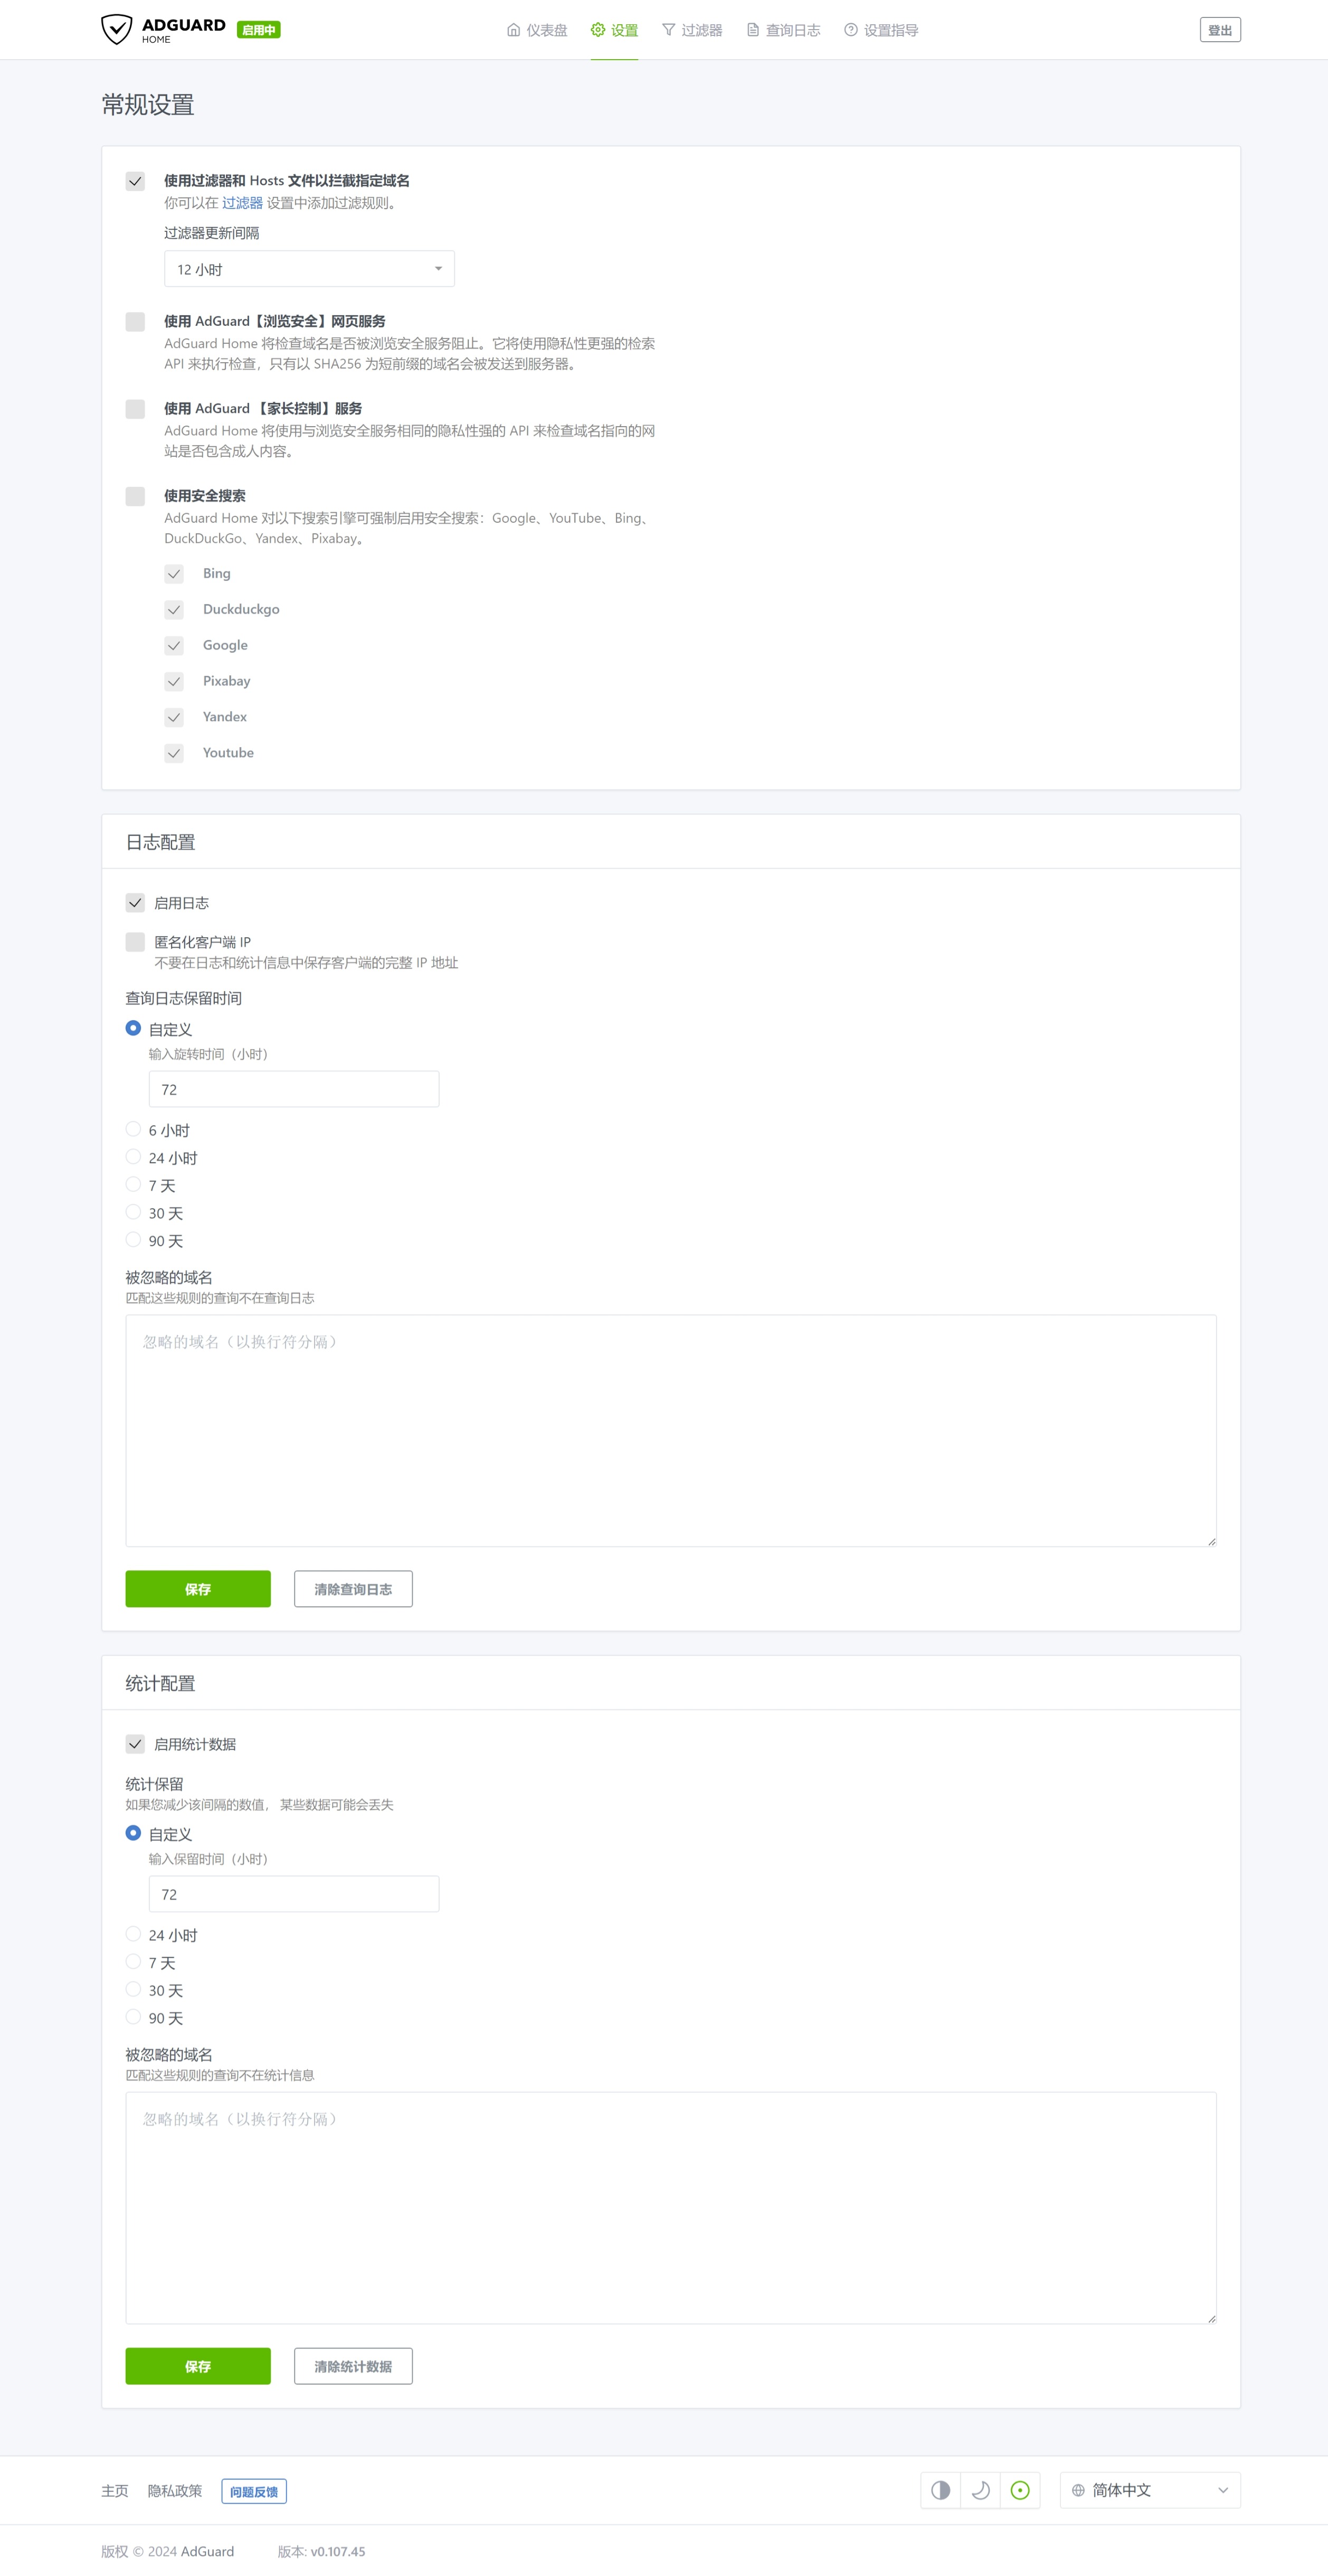 ADGUARD
HOME
启用中
仪表盘
设置
过滤器
查询日志
设置指导
登出
常规设置
使用过滤器和 Hosts 文件以拦截指定域名
你可以在 过滤器 设置中添加过滤规则。
过滤器更新间隔
12 小时
使用 AdGuard【浏览安全】网页服务
AdGuard Home 将检查域名是否被浏览安全服务阻止。它将使用隐私性更强的检索
API 来执行检查，只有以 SHA256 为短前缀的域名会被发送到服务器。
使用 AdGuard 【家长控制】服务
AdGuard Home 将使用与浏览安全服务相同的隐私性强的 API 来检查域名指向的网
站是否包含成人内容。
使用安全搜索
AdGuard Home 对以下搜索引擎可强制启用安全搜索：Google、YouTube、Bing、
DuckDuckGo、Yandex、Pixabay。
Bing
Duckduckgo
Google
Pixabay
Yandex
Youtube
日志配置
启用日志
匿名化客户端 IP
不要在日志和统计信息中保存客户端的完整 IP 地址
查询日志保留时间
自定义
输入旋转时间（小时）
72
6 小时
24 小时
7 天
30 天
90 天
被忽略的域名
匹配这些规则的查询不在查询日志
忽略的域名（以换行符分隔）
保存
清除查询日志
统计配置
启用统计数据
统计保留
如果您减少该间隔的数值， 某些数据可能会丢失
自定义
输入保留时间（小时）
72
24 小时
7 天
30 天
90 天
被忽略的域名
匹配这些规则的查询不在统计信息
忽略的域名（以换行符分隔）
保存
清除统计数据
主页
隐私政策
问题反馈
简体中文
版权 © 2024 AdGuard
版本: v0.107.45